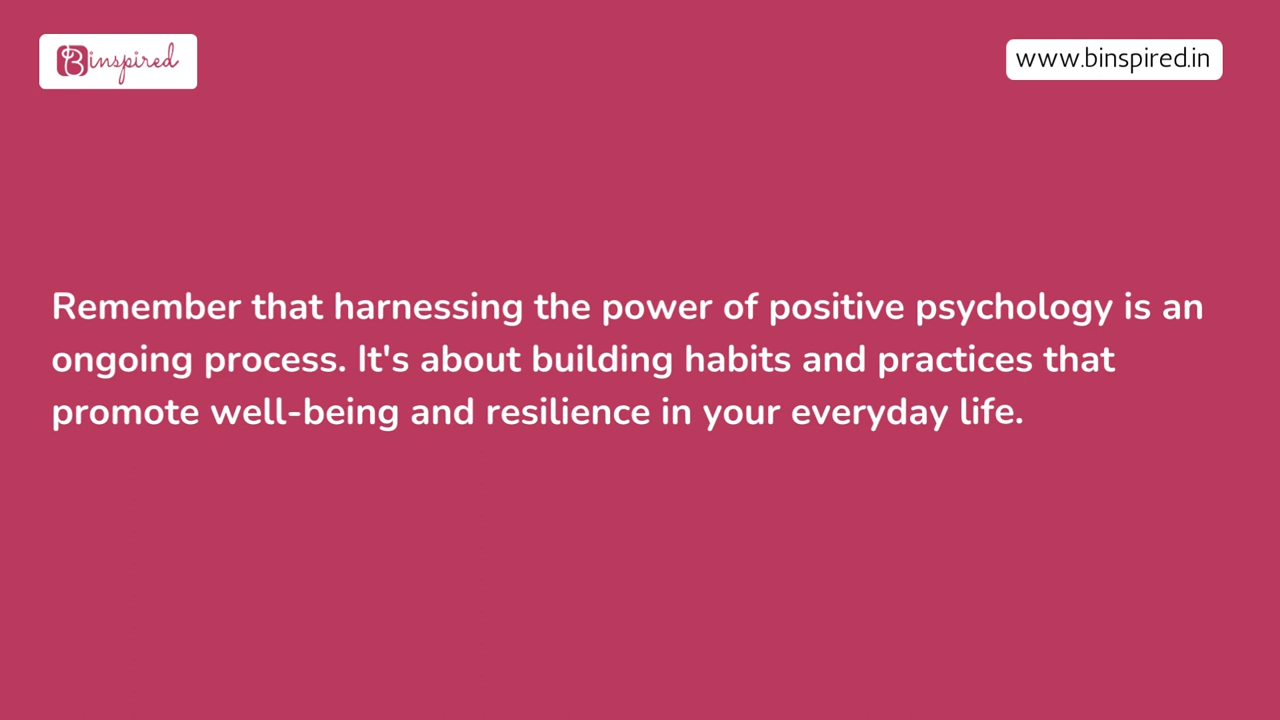 Binspired
www.binspired.in
Remember that harnessing the power of positive psychology is an
ongoing process. It's about building habits and practices that
promote well-being and resilience in your everyday life.